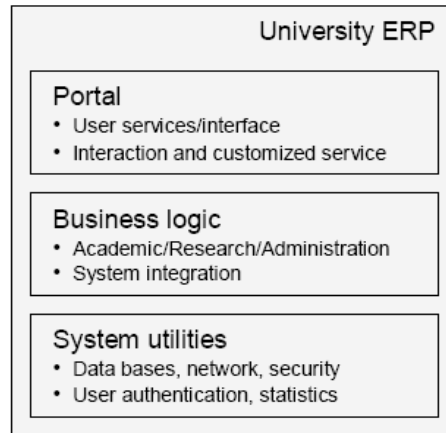 University ERP
Portal
• User services/interface
• Interaction and customized service
Business logic
• Academic/Research/Administration
• System integration
System utilities
• Data bases, network, security
• User authentication, statistics